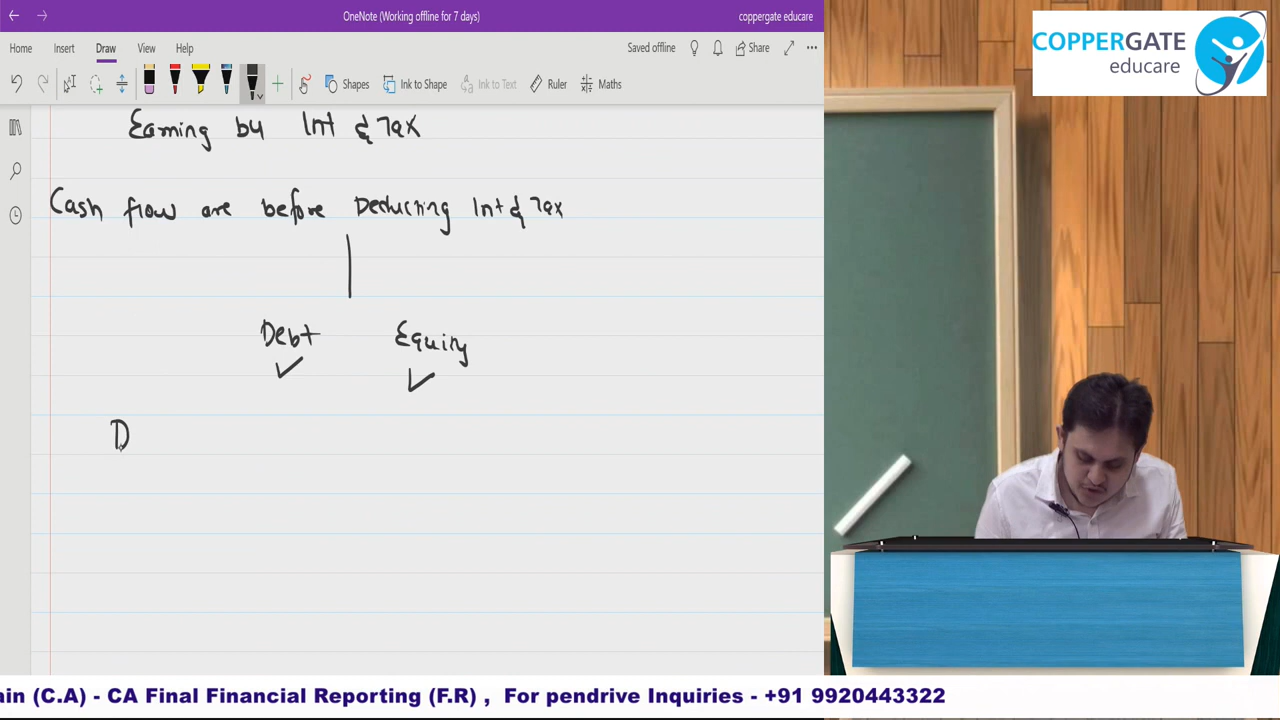 OneNote (Working offline for 7 days)
coppergate educare
Home Insert Draw View Help
Saved offline
Share
Shapes
Ink to Shape
Ink to Text
Ruler
Maths
Earning b4 Int & Tax
Cash flow are before Deducting Int & Tax
Debt Equity
D
COPPERGATE
educare
ain (C.A) - CA Final Financial Reporting (F.R) , For pendrive Inquiries - +91 9920443322